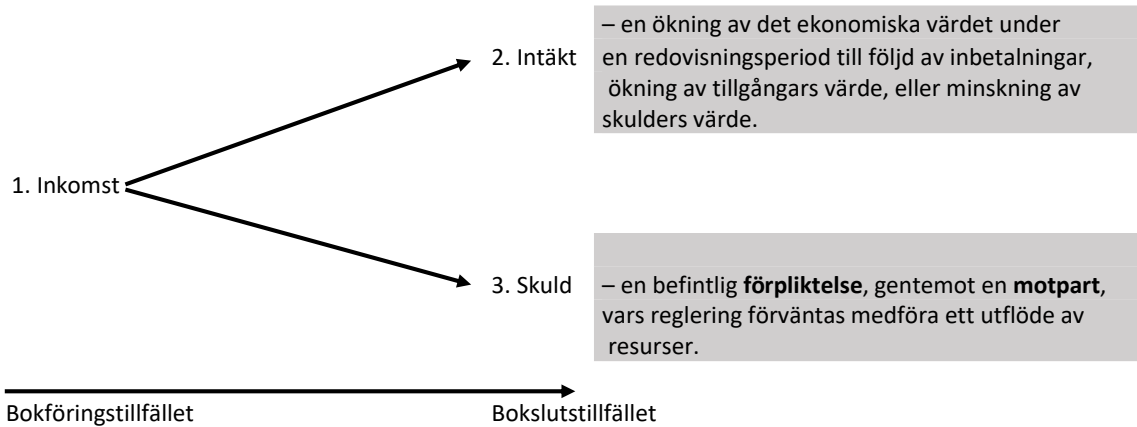 – en ökning av det ekonomiska värdet under
2. Intäkt en redovisningsperiod till följd av inbetalningar,
ökning av tillgångars värde, eller minskning av
skulders värde.
1. Inkomst
3. Skuld – en befintlig förpliktelse, gentemot en motpart,
vars reglering förväntas medföra ett utflöde av
resurser.
Bokföringstillfället Bokslutstillfället